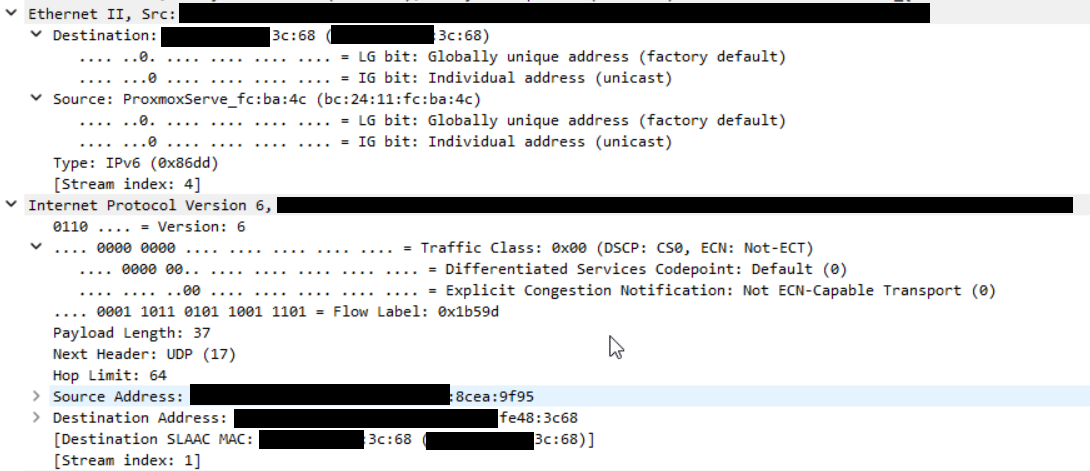 Ethernet II, Src:
Destination: 3c:68 ( :3c:68)
.... ..0. .... .... .... .... = LG bit: Globally unique address (factory default)
.... ...0 .... .... .... .... = IG bit: Individual address (unicast)
Source: ProxmoxServe_fc:ba:4c (bc:24:11:fc:ba:4c)
.... ..0. .... .... .... .... = LG bit: Globally unique address (factory default)
.... ...0 .... .... .... .... = IG bit: Individual address (unicast)
Type: IPv6 (0x86dd)
[Stream index: 4]
Internet Protocol Version 6,
0110 .... = Version: 6
.... 0000 0000 .... .... .... .... .... = Traffic Class: 0x00 (DSCP: CS0, ECN: Not-ECT)
.... 0000 00.. .... .... .... .... .... = Differentiated Services Codepoint: Default (0)
.... .... ..00 .... .... .... .... .... = Explicit Congestion Notification: Not ECN-Capable Transport (0)
.... 0001 1011 0101 1001 1101 = Flow Label: 0x1b59d
Payload Length: 37
Next Header: UDP (17)
Hop Limit: 64
Source Address: :8cea:9f95
Destination Address: fe48:3c68
[Destination SLAAC MAC: :3c:68 ( 3c:68)]
[Stream index: 1]